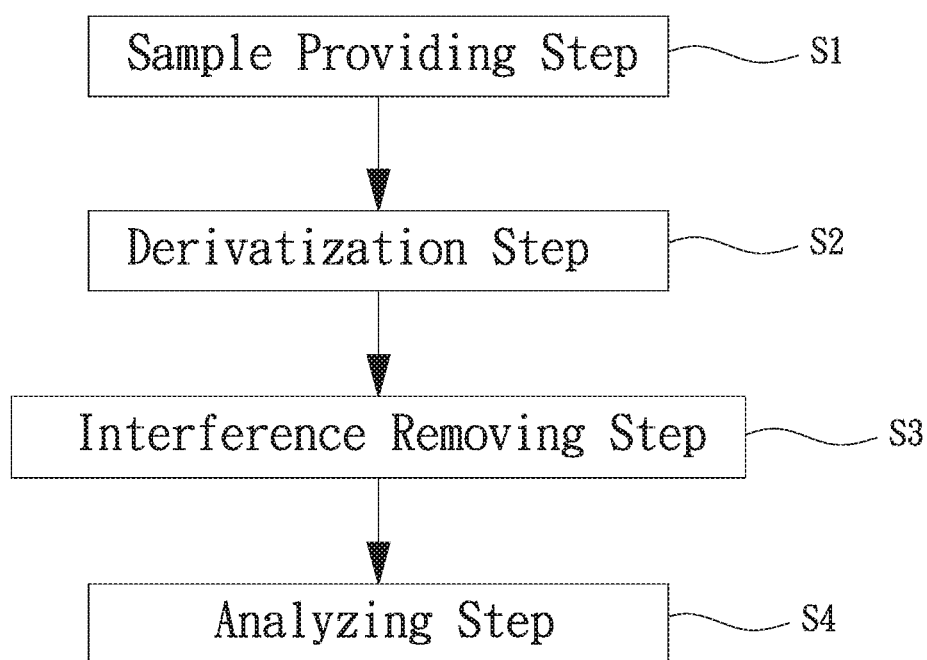 Sample Providing Step
S1
Derivatization Step
S2
Interference Removing Step
S3
Analyzing Step
S4